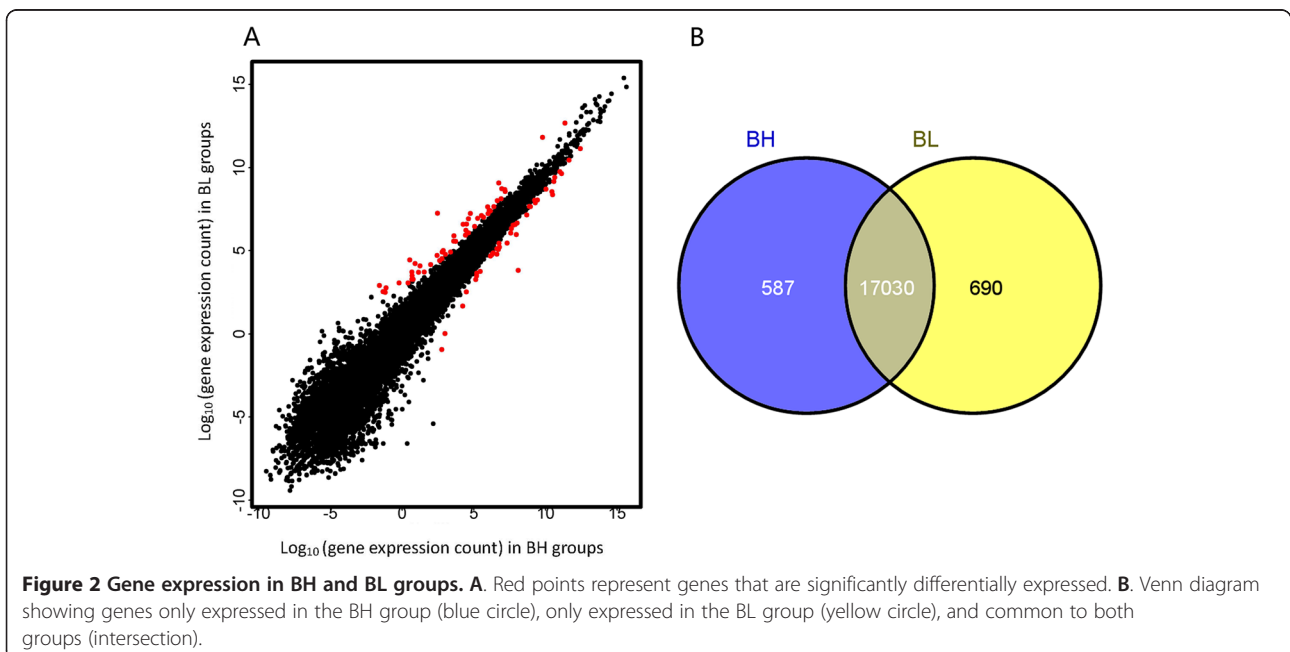 A
B
Log₁₀ (gene expression count) in BL groups
15
10
5
0
-5
-10
-10 -5 0 5 10 15
Log₁₀ (gene expression count) in BH groups
BH BL
587 17030 690
Figure 2 Gene expression in BH and BL groups. A. Red points represent genes that are significantly differentially expressed. B. Venn diagram
showing genes only expressed in the BH group (blue circle), only expressed in the BL group (yellow circle), and common to both
groups (intersection).